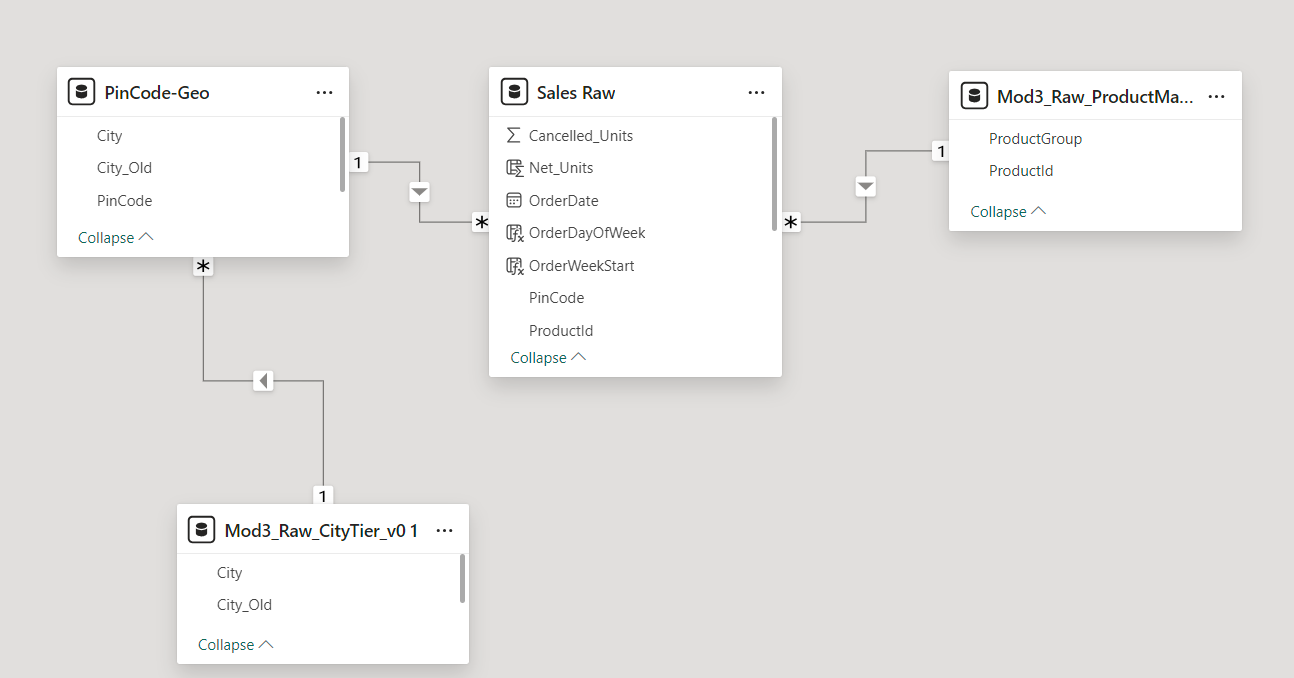 PinCode-Geo
City
City_Old
PinCode
Collapse
1
*
*
Sales Raw
Cancelled_Units
Net_Units
OrderDate
OrderDayOfWeek
OrderWeekStart
PinCode
ProductId
Collapse
*
1
Mod3_Raw_ProductMa...
ProductGroup
ProductId
Collapse
1
Mod3_Raw_CityTier_v0 1
City
City_Old
Collapse